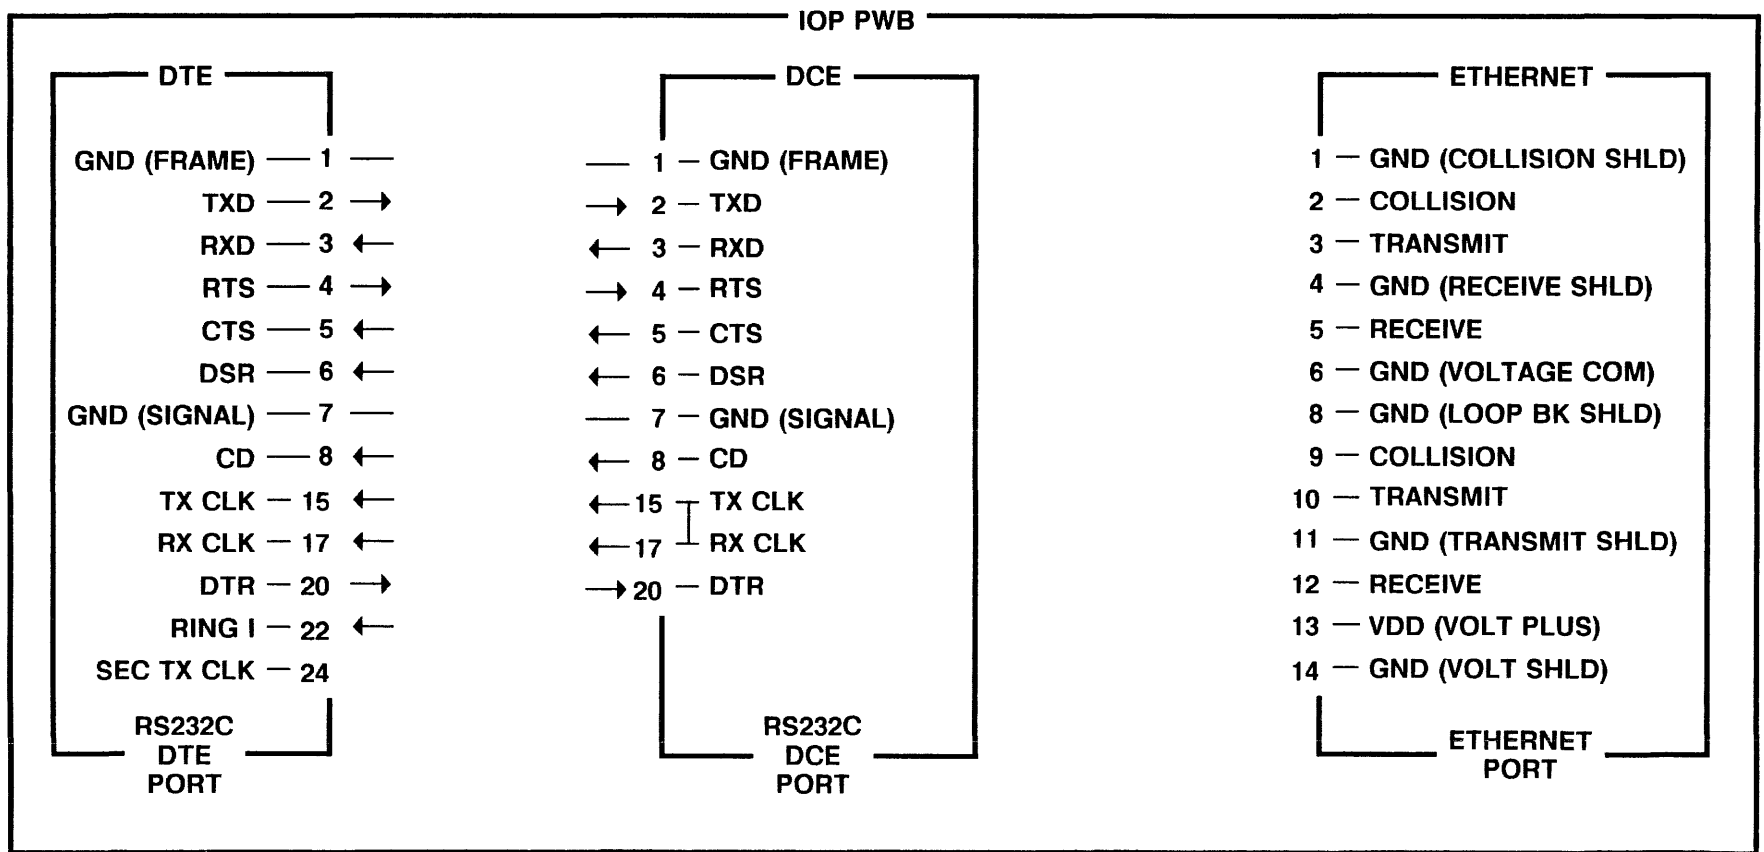 IOP PWB
DTE
GND (FRAME) 1
TXD 2
RXD 3
RTS 4
CTS 5
DSR 6
GND (SIGNAL) 7
CD 8
TX CLK 15
RX CLK 17
DTR 20
RING I 22
SEC TX CLK 24
RS232C
DTE
PORT
DCE
1 GND (FRAME)
2 TXD
3 RXD
4 RTS
5 CTS
6 DSR
7 GND (SIGNAL)
8 CD
15 TX CLK
17 RX CLK
20 DTR
RS232C
DCE
PORT
ETHERNET
1 GND (COLLISION SHLD)
2 COLLISION
3 TRANSMIT
4 GND (RECEIVE SHLD)
5 RECEIVE
6 GND (VOLTAGE COM)
8 GND (LOOP BK SHLD)
9 COLLISION
10 TRANSMIT
11 GND (TRANSMIT SHLD)
12 RECEIVE
13 VDD (VOLT PLUS)
14 GND (VOLT SHLD)
ETHERNET
PORT